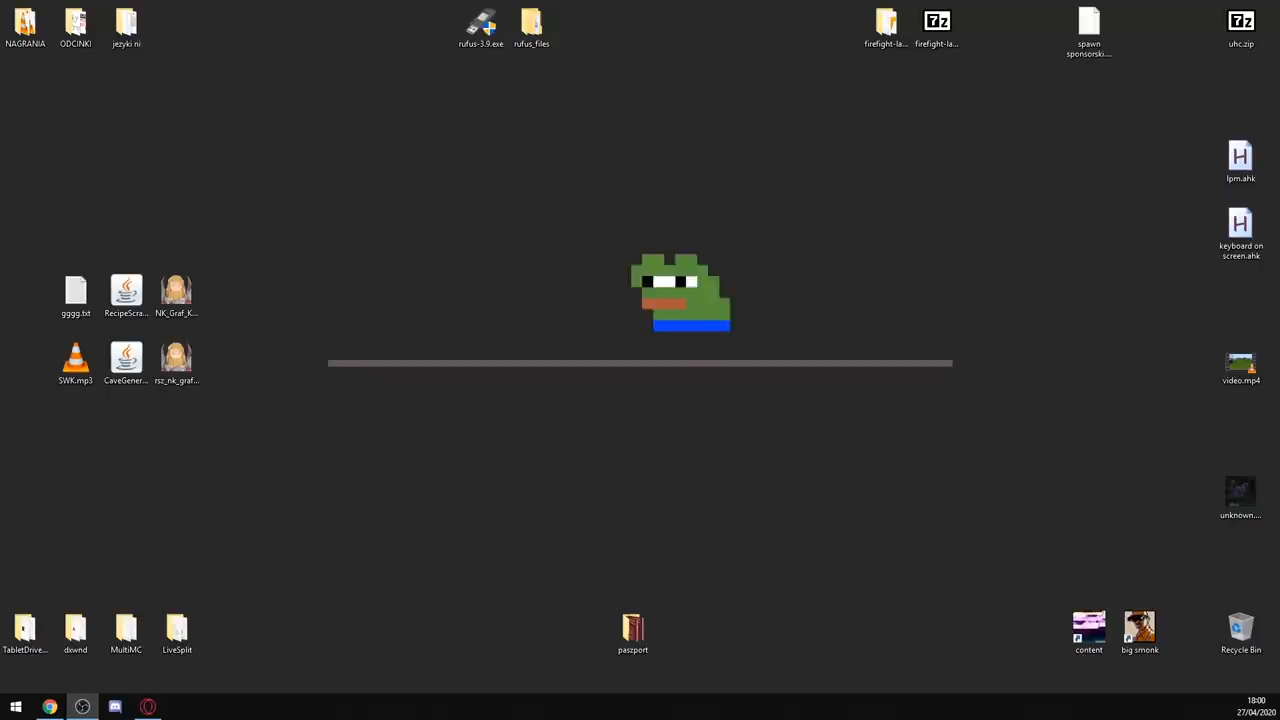 NAGRANIA
ODCINKI
jezyki ni
rufus-3.9.exe
rufus_files
firefight-la...
7z
firefight-la...
spawn
sponsorski....
7z
uhc.zip
H
lpm.ahk
H
keyboard on
screen.ahk
gggg.txt
RecipeScra...
NK_Graf_K...
SWK.mp3
CaveGener...
rsz_nk_graf...
video.mp4
unknown....
TabletDrive...
dxwnd
MultiMC
LiveSplit
paszport
content
big smonk
Recycle Bin
18:00
27/04/2020